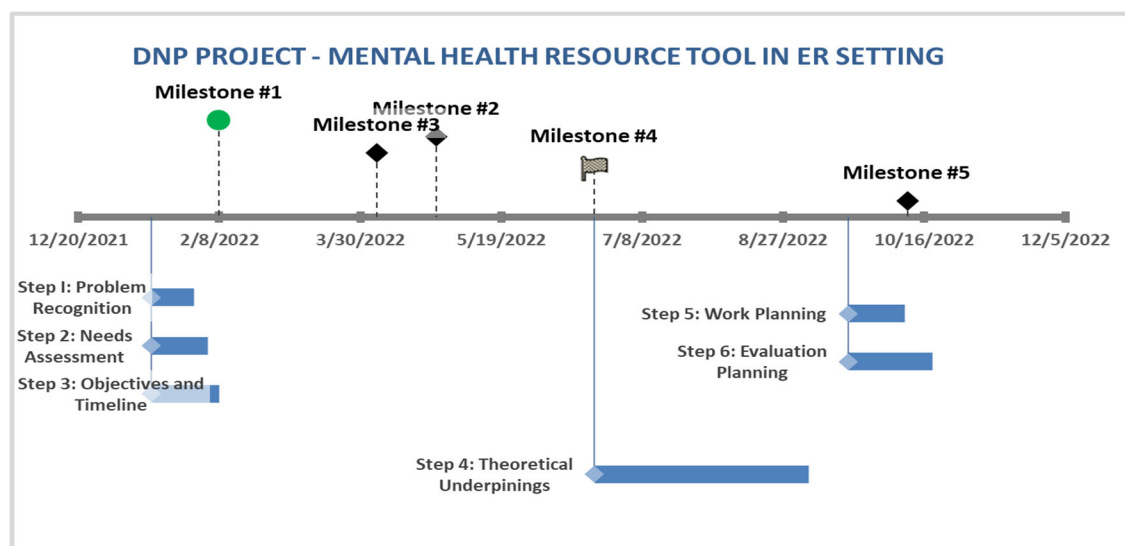 DNP PROJECT - MENTAL HEALTH RESOURCE TOOL IN ER SETTING
Milestone #1
Milestone #2
Milestone #3
Milestone #4
Milestone #5
12/20/2021
2/8/2022
3/30/2022
5/19/2022
7/8/2022
8/27/2022
10/16/2022
12/5/2022
Step I: Problem
Recognition
Step 2: Needs
Assessment
Step 3: Objectives and
Timeline
Step 5: Work Planning
Step 6: Evaluation
Planning
Step 4: Theoretical
Underpinings